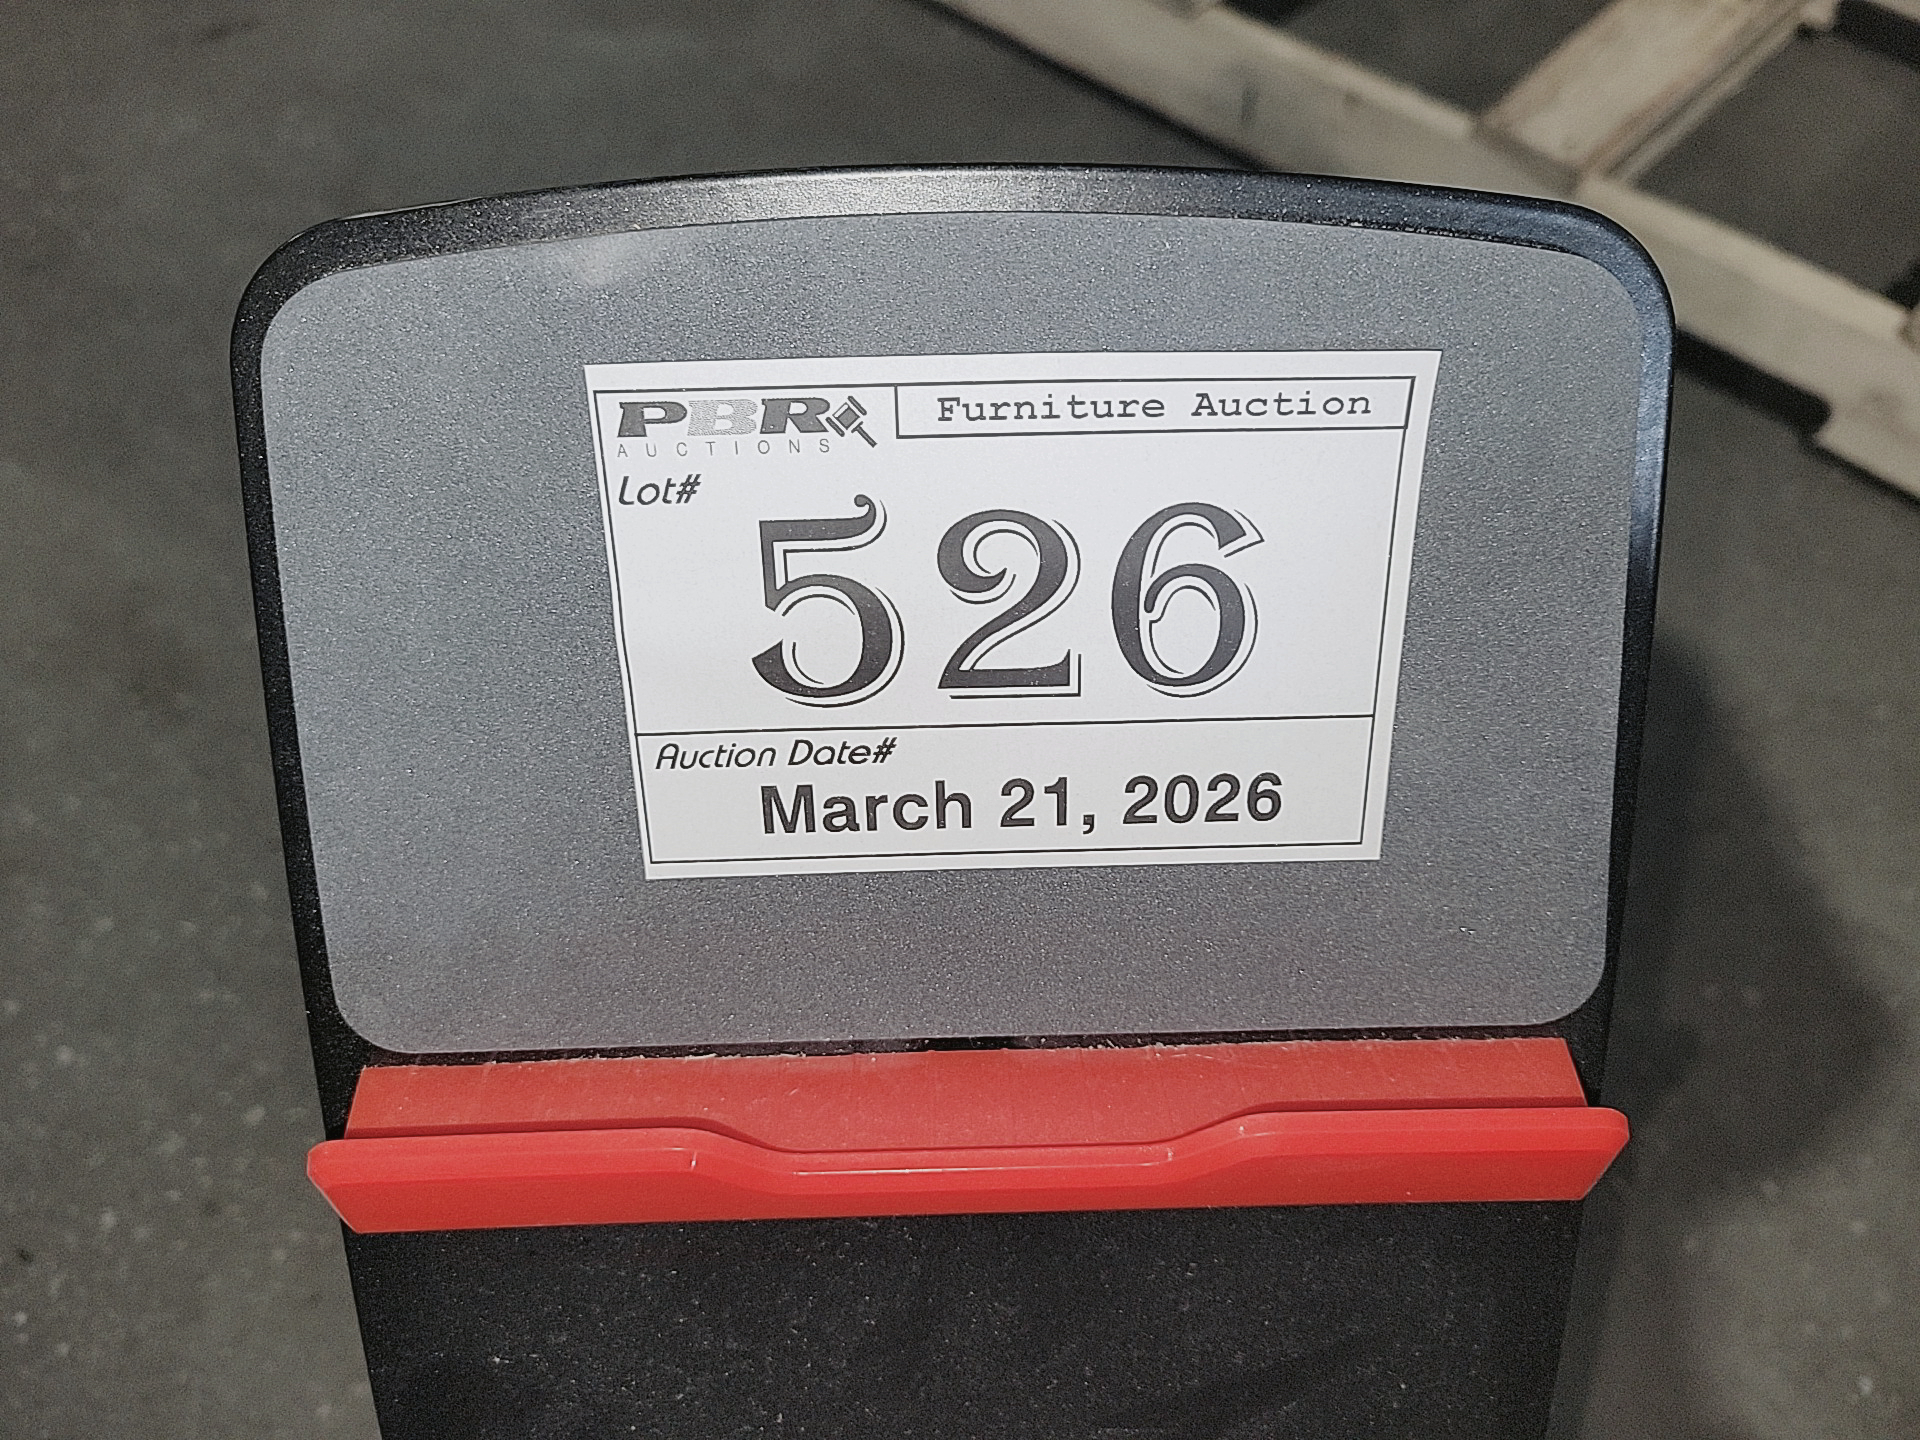 PBR
AUCTIONS
Furniture Auction
Lot#
526
Auction Date#
March 21, 2026